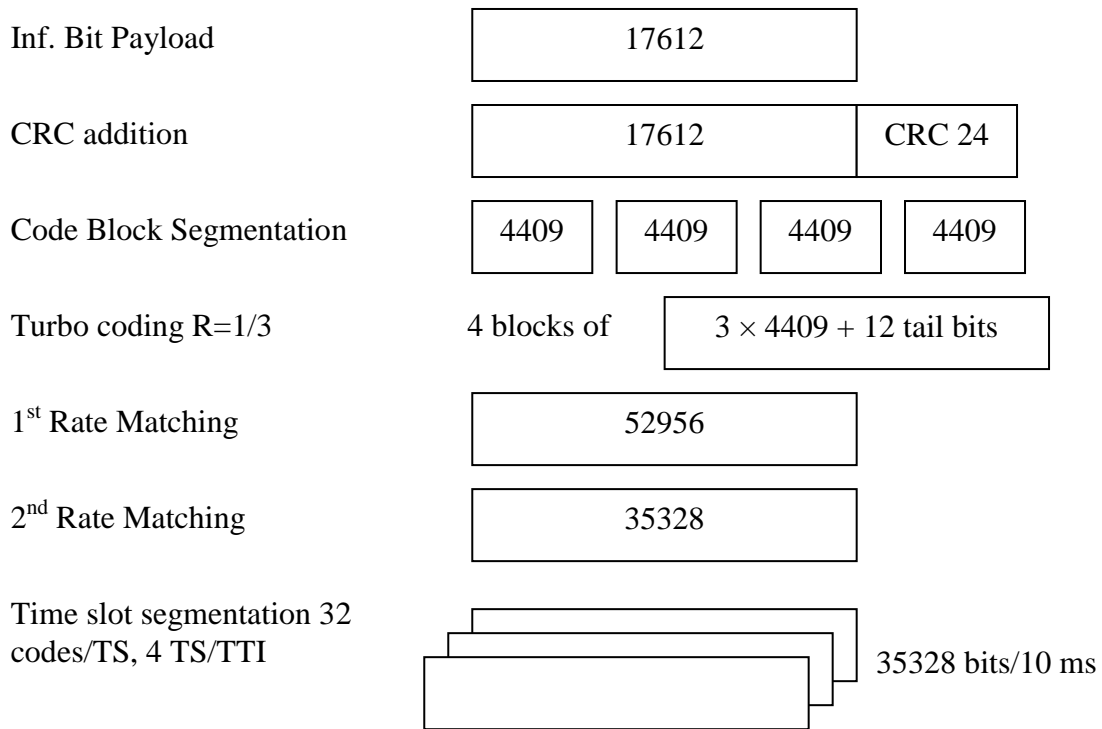 Inf. Bit Payload 17612
CRC addition 17612 CRC 24
Code Block Segmentation 4409 4409 4409 4409
Turbo coding R=1/3 4 blocks of 3 × 4409 + 12 tail bits
1st Rate Matching 52956
2nd Rate Matching 35328
Time slot segmentation 32
codes/TS, 4 TS/TTI
35328 bits/10 ms